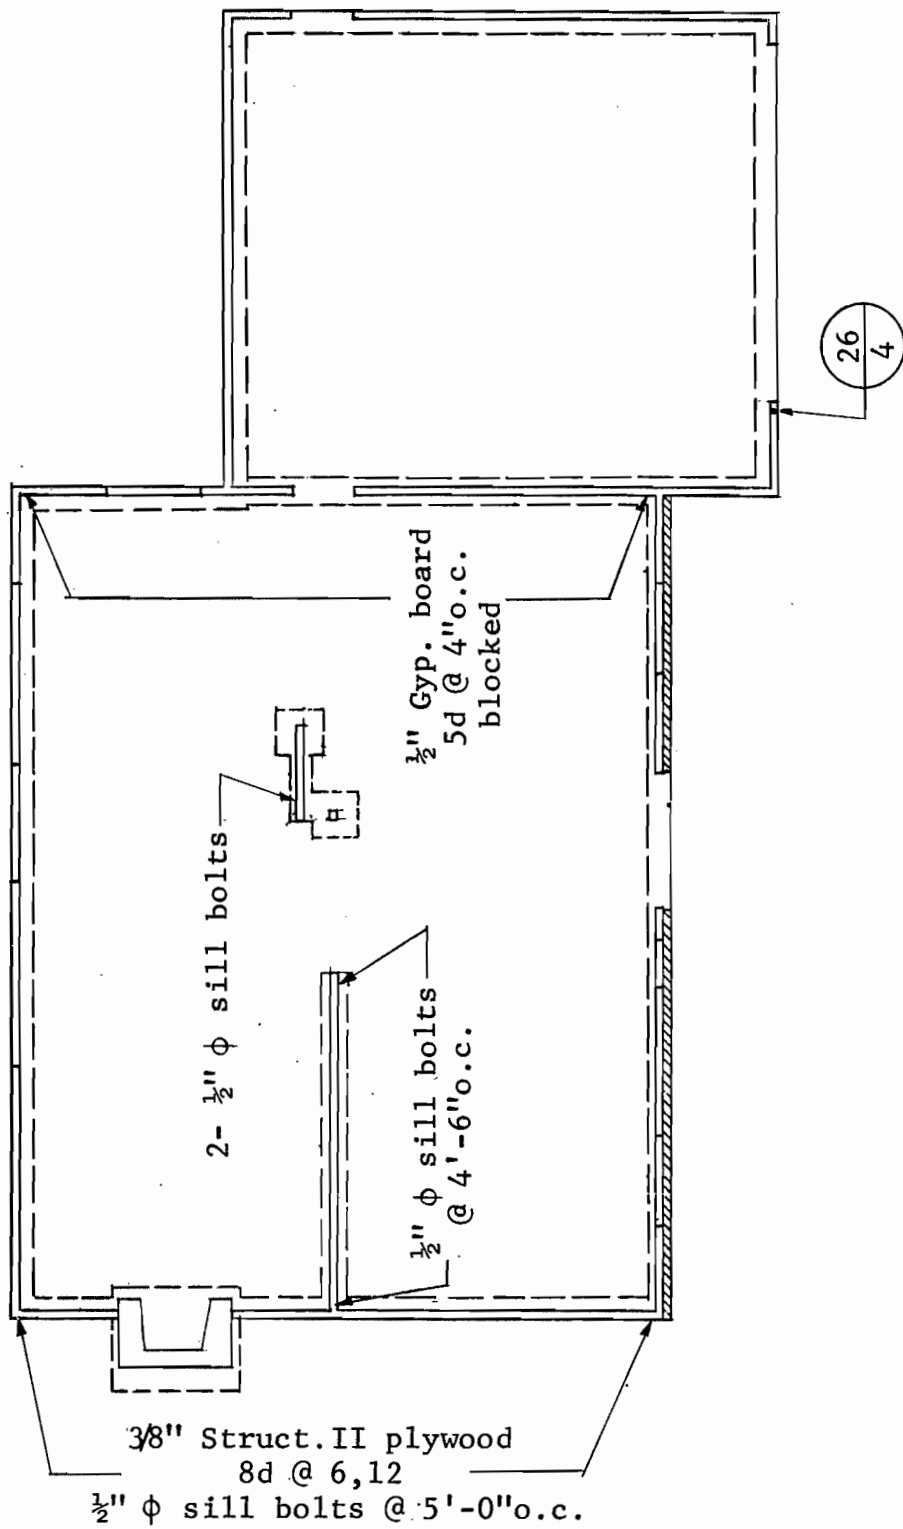 26
4
½" Gyp. board
5d @ 4"o.c.
blocked
2- ½" ϕ sill bolts
½" ϕ sill bolts
@ 4'-6"o.c.
3/8" Struct. II plywood
8d @ 6,12
½" ϕ sill bolts @ 5'-0"o.c.